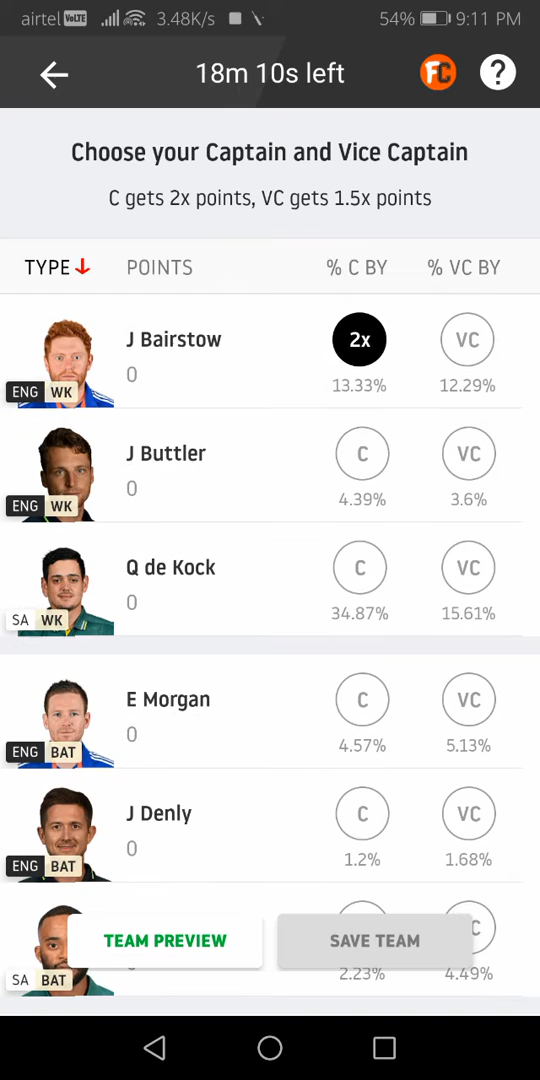 airtel VoLTE 3.48K/s 54% 9:11 PM
18m 10s left FC ?
Choose your Captain and Vice Captain
C gets 2x points, VC gets 1.5x points
TYPE POINTS % C BY % VC BY
J Bairstow 2x VC
0 13.33% 12.29%
ENG WK
J Buttler C VC
0 4.39% 3.6%
ENG WK
Q de Kock C VC
0 34.87% 15.61%
SA WK
E Morgan C VC
0 4.57% 5.13%
ENG BAT
J Denly C VC
0 1.2% 1.68%
ENG BAT
TEAM PREVIEW SAVE TEAM C
2.23% 4.49%
SA BAT